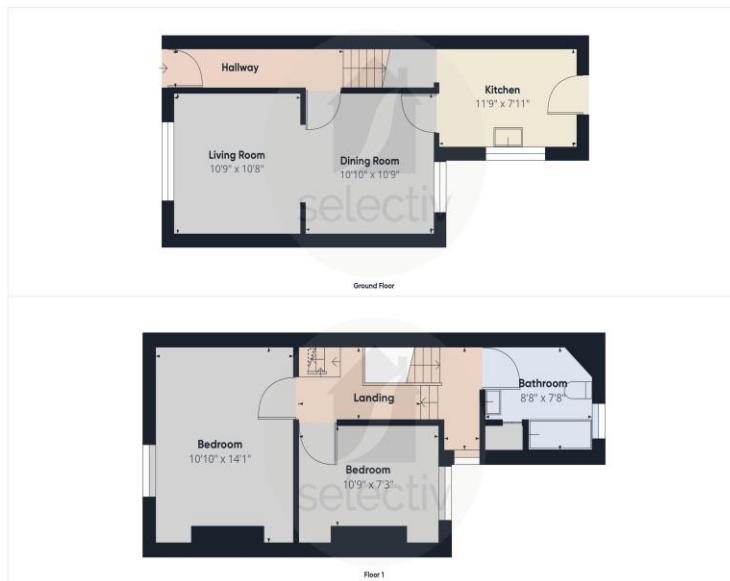 Hallway
Kitchen
11'9" x 7'11"
Living Room
10'9" x 10'8"
Dining Room
10'10" x 10'9"
selectiv
Ground Floor
Landing
Bathroom
8'8" x 7'8"
Bedroom
10'10" x 14'1"
Bedroom
10'9" x 7'3"
selectiv
Floor 1